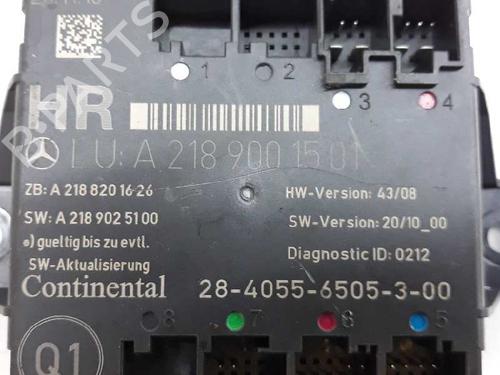 1
2
3
4
HR
LU: A 218 900 15 01
ZB: A 218 820 16 26
HW-Version: 43/08
SW: A 218 902 51 00
SW-Version: 20/10_00
•) gueltig bis zu evtl.
SW-Aktualisierung
Diagnostic ID: 0212
Continental
28-4055-6505-3-00
8
7
6
5
Q1